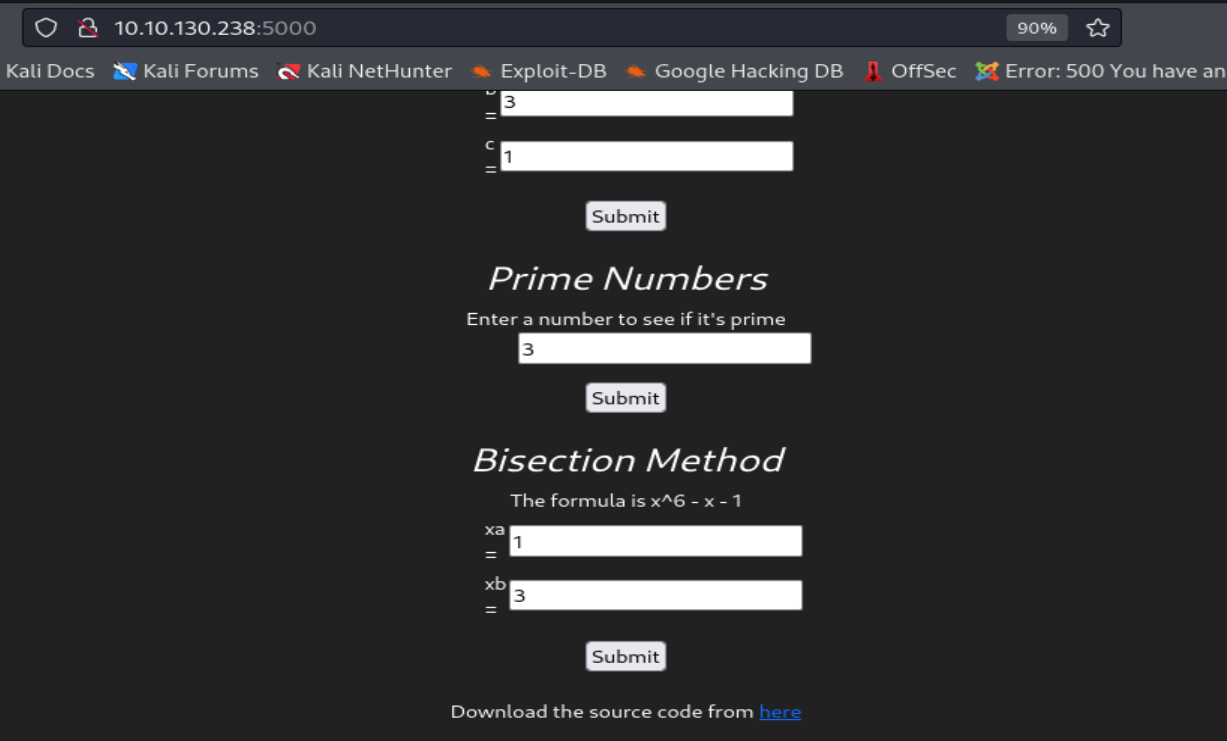 10.10.130.238:5000 90%
Kali Docs Kali Forums Kali NetHunter Exploit-DB Google Hacking DB OffSec Error: 500 You have an
3
=
c
1
=
Submit
Prime Numbers
Enter a number to see if it's prime
3
Submit
Bisection Method
The formula is x^6 - x - 1
xa
1
=
xb
3
=
Submit
Download the source code from here